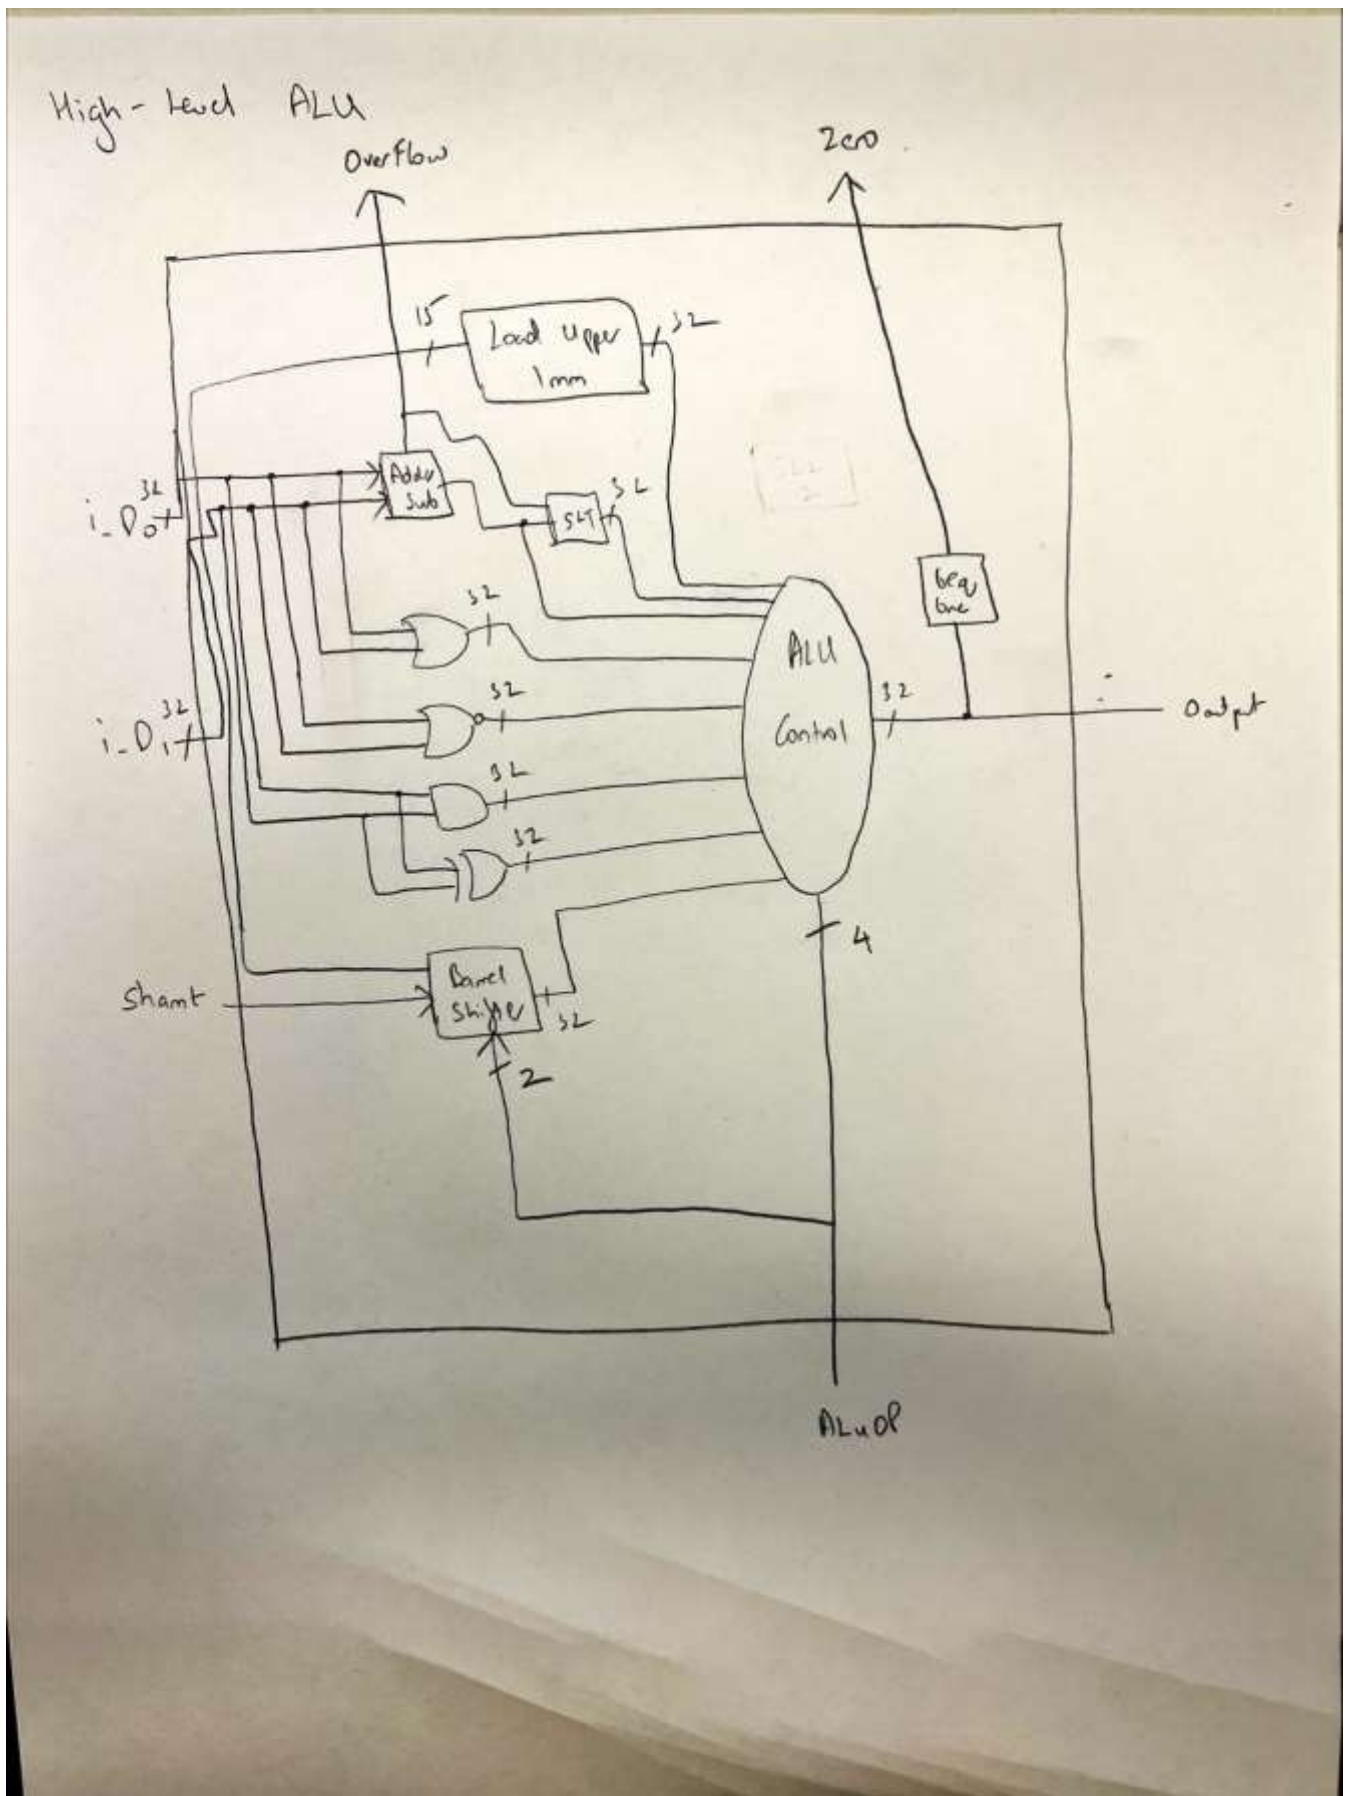 High-Level ALU
Overflow
Zero
15
Load Upper
Imm
32
Addr
Sub
32
SLT
32
i_D0
beq
bne
32
ALU
Control
32
Output
32
32
i_D1
32
32
4
Shamt
Barrel
Shifter
32
2
ALUOP